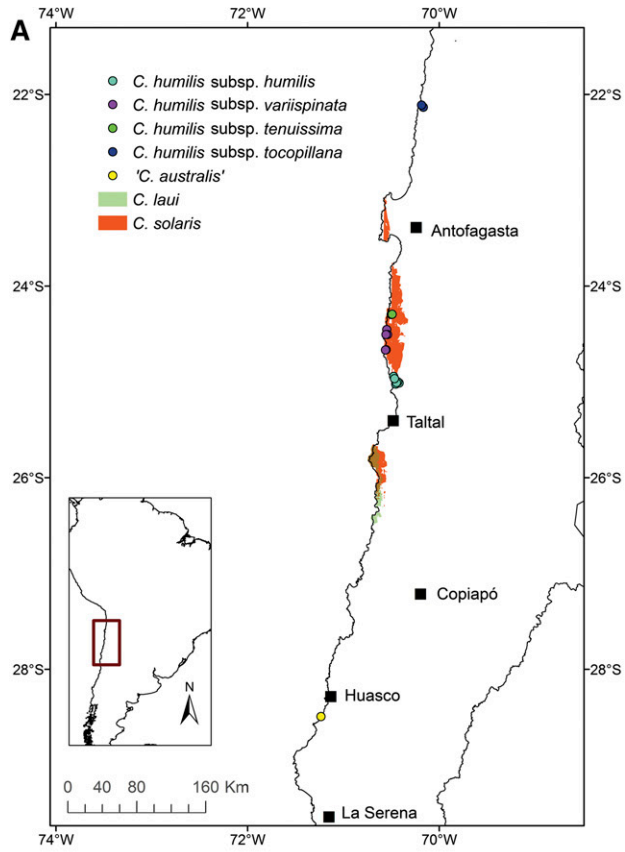 A
74°W 72°W 70°W
C. humilis subsp. humilis
C. humilis subsp. variispinata
C. humilis subsp. tenuissima
C. humilis subsp. tocopillana
'C. australis'
C. laui
C. solaris
22°S 22°S
Antofagasta
24°S 24°S
Taltal
26°S 26°S
Copiapó
28°S 28°S
Huasco
N
0 40 80 160 Km
La Serena
74°W 72°W 70°W